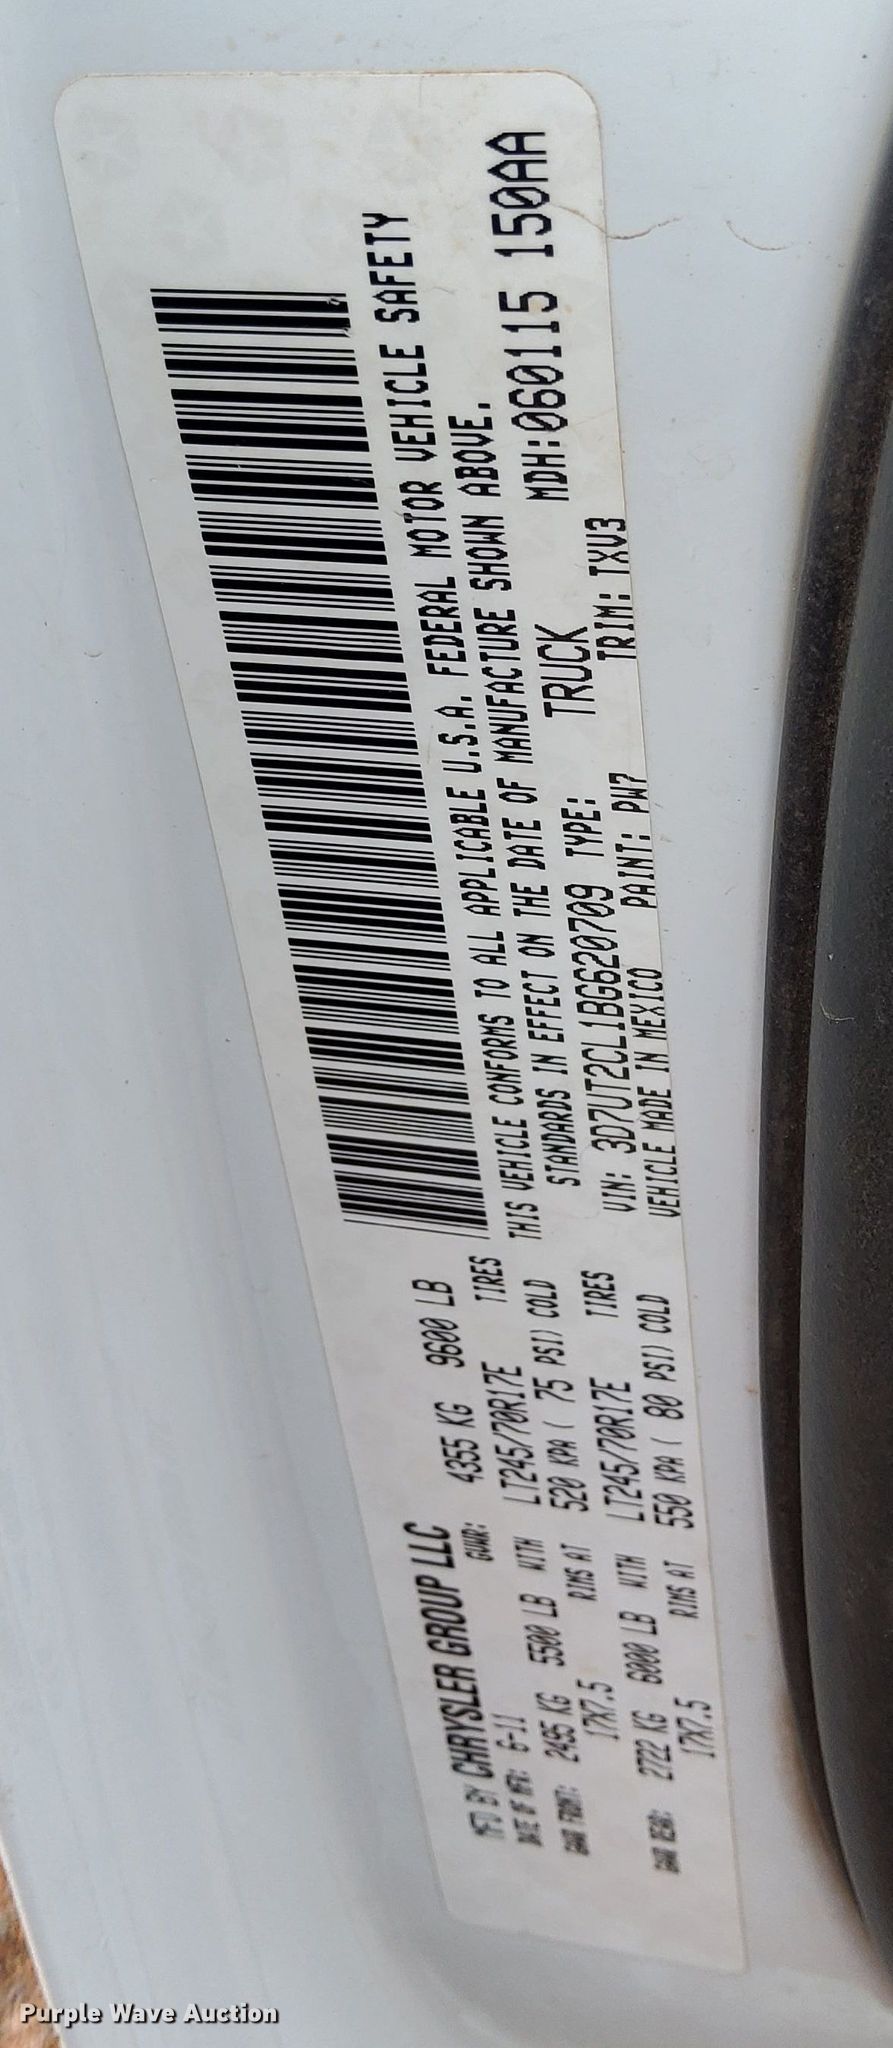 MFD BY CHRYSLER GROUP LLC
DATE OF MFR: 6-11 GVWR: 4355 KG 9600 LB
GAWR FRONT: 2495 KG 5500 LB WITH LT245/70R17E TIRES
17X7.5 RIMS AT 520 KPA ( 75 PSI) COLD
GAWR REAR: 2722 KG 6000 LB WITH LT245/70R17E TIRES
17X7.5 RIMS AT 550 KPA ( 80 PSI) COLD
THIS VEHICLE CONFORMS TO ALL APPLICABLE U.S.A. FEDERAL MOTOR VEHICLE SAFETY
STANDARDS IN EFFECT ON THE DATE OF MANUFACTURE SHOWN ABOVE.
MDH:060115 150AA
VIN: 3D7UT2CL1BG620709 TYPE: TRUCK
VEHICLE MADE IN MEXICO PAINT: PW7 TRIM: TXV3
Purple Wave Auction